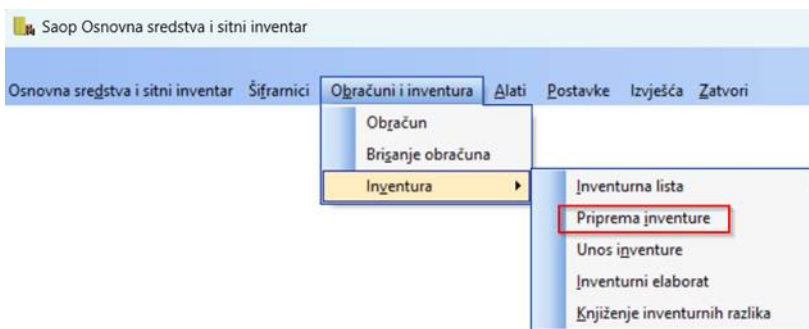 Saop Osnovna sredstva i sitni inventar
Osnovna sredstva i sitni inventar Šifrarnici Obračuni i inventura Alati Postavke Izvješća Zatvori
Obračun
Brisanje obračuna
Inventura
Inventurna lista
Priprema inventure
Unos inventure
Inventurni elaborat
Knjiženje inventurnih razlika